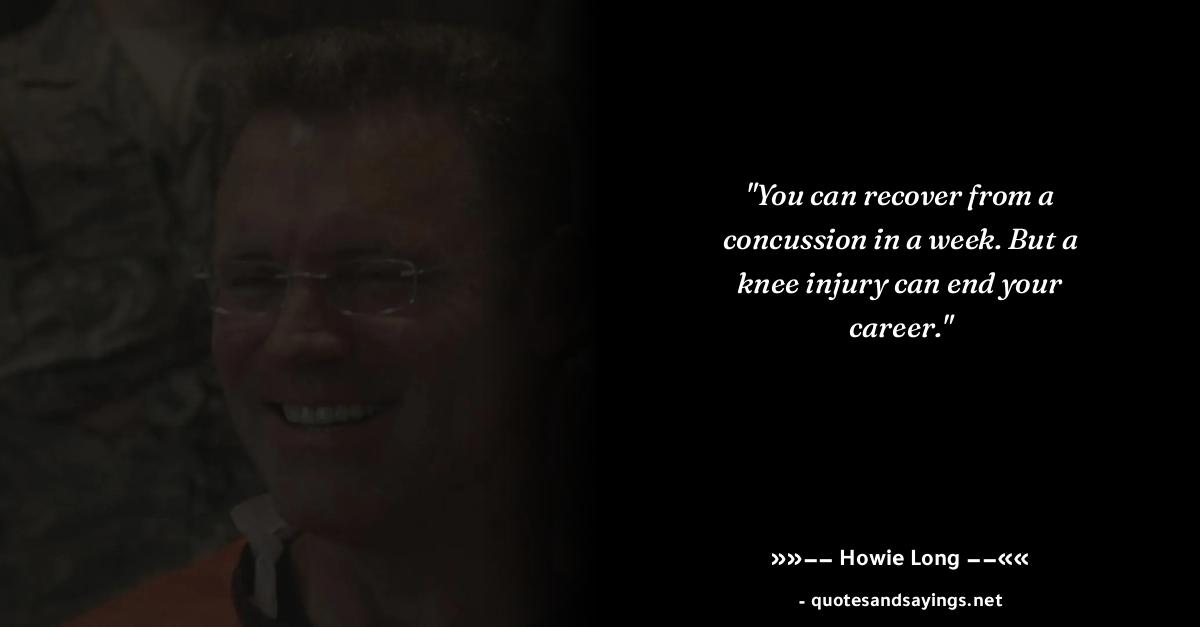 "You can recover from a
concussion in a week. But a
knee injury can end your
career."
»»−− Howie Long −−««
- quotesandsayings.net